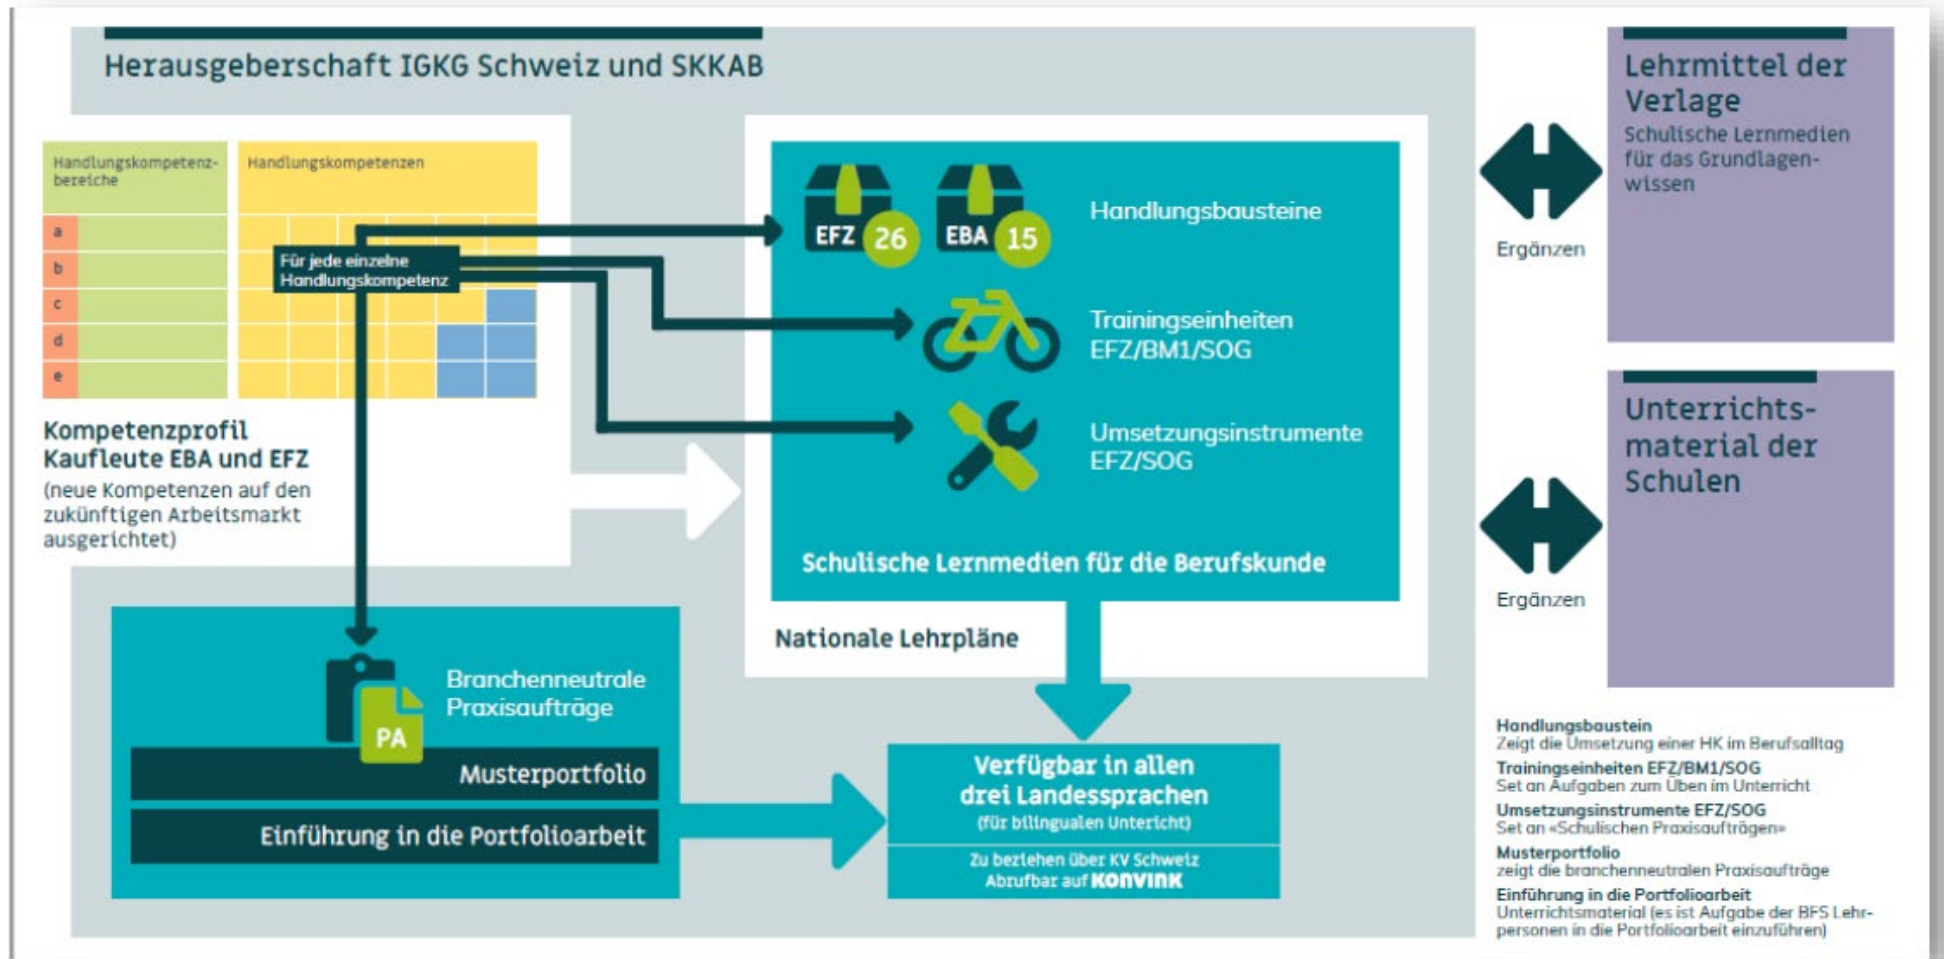 Herausgeberschaft IGKG Schweiz und SKKAB
Handlungskompetenz-
bereiche
Handlungskompetenzen
a
b
c
d
e
Für jede einzelne
Handlungskompetenz
Kompetenzprofil
Kaufleute EBA und EFZ
(neue Kompetenzen auf den
zukünftigen Arbeitsmarkt
ausgerichtet)
EFZ 26
EBA 15
Handlungsbausteine
Trainingseinheiten
EFZ/BM1/SOG
Umsetzungsinstrumente
EFZ/SOG
Schulische Lernmedien für die Berufskunde
Nationale Lehrpläne
PA
Branchenneutrale
Praxisaufträge
Musterportfolio
Einführung in die Portfolioarbeit
Verfügbar in allen
drei Landessprachen
(für bilingualen Untericht)
Zu beziehen über KV Schweiz
Abrufbar auf KONVINK
Ergänzen
Lehrmittel der
Verlage
Schulische Lernmedien
für das Grundlagen-
wissen
Ergänzen
Unterrichts-
material der
Schulen
Handlungsbaustein
Zeigt die Umsetzung einer HK im Berufsalltag
Trainingseinheiten EFZ/BM1/SOG
Set an Aufgaben zum Üben im Unterricht
Umsetzungsinstrumente EFZ/SOG
Set an «Schulischen Praxisaufträgen»
Musterportfolio
zeigt die branchenneutralen Praxisaufträge
Einführung in die Portfolioarbeit
Unterrichtsmaterial (es ist Aufgabe der BFS Lehr-
personen in die Portfolioarbeit einzuführen)